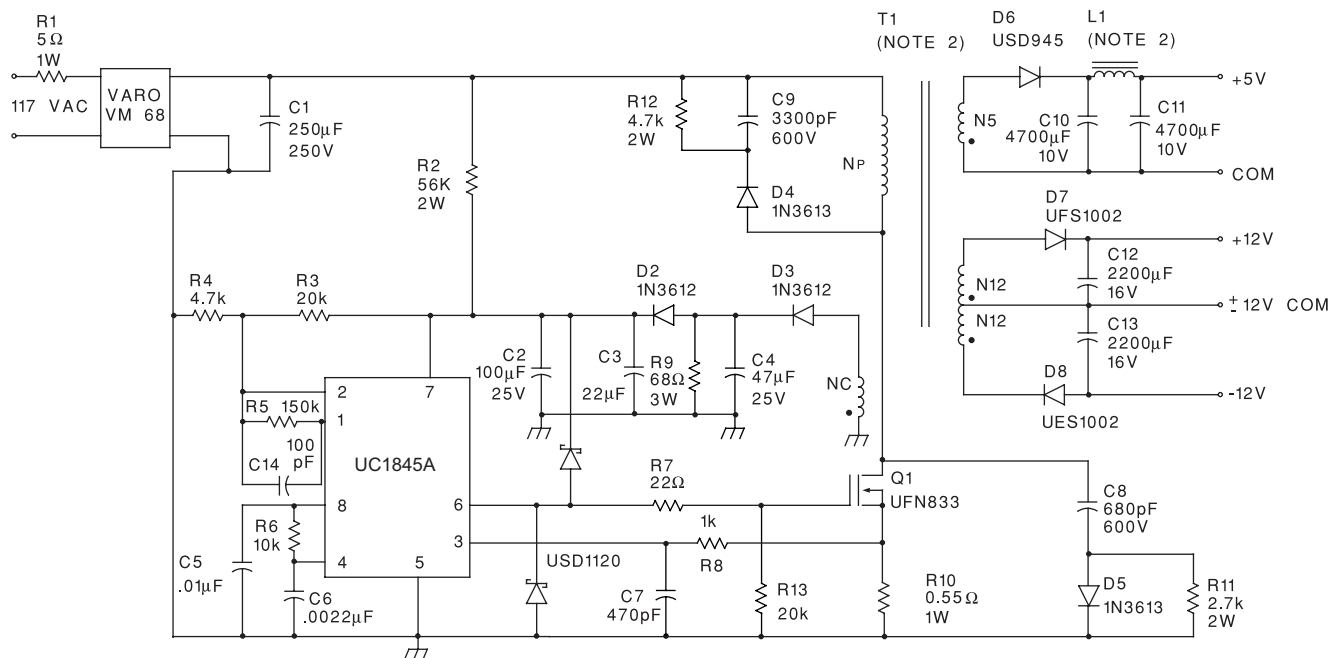 R1
5Ω
1W
117 VAC
VARO
VM 68
C1
250µF
250V
R12
4.7k
2W
C9
3300pF
600V
D4
1N3613
NP
T1
(NOTE 2)
D6
USD945
L1
(NOTE 2)
+5V
N5
C10
4700µF
10V
C11
4700µF
10V
COM
D7
UFS1002
+12V
N12
N12
C12
2200µF
16V
± 12V COM
C13
2200µF
16V
D8
UES1002
-12V
R2
56K
2W
R4
4.7k
R3
20k
D2
1N3612
D3
1N3612
C2
100µF
25V
C3
22µF
R9
68Ω
3W
C4
47µF
25V
NC
2
7
R5
150k
1
100
pF
C14
UC1845A
8
6
R6
10k
4
5
3
C5
.01µF
C6
.0022µF
USD1120
R7
22Ω
1k
R8
C7
470pF
R13
20k
Q1
UFN833
R10
0.55Ω
1W
C8
680pF
600V
D5
1N3613
R11
2.7k
2W